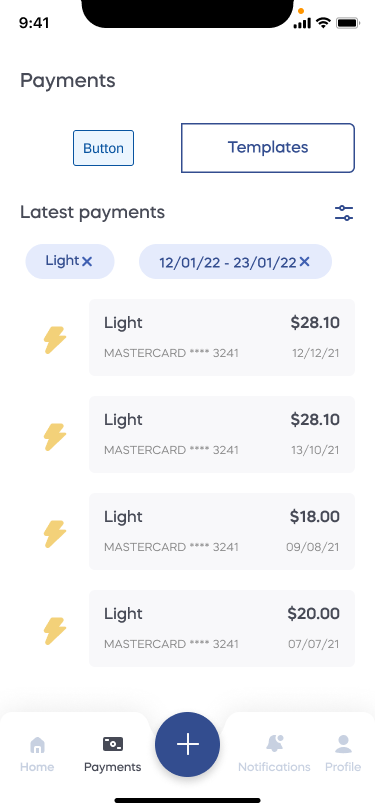 9:41
Payments
Button
Templates
Latest payments
Light
12/01/22 - 23/01/22
Light $28.10
MASTERCARD **** 3241 12/12/21
Light $28.10
MASTERCARD **** 3241 13/10/21
Light $18.00
MASTERCARD **** 3241 09/08/21
Light $20.00
MASTERCARD **** 3241 07/07/21
Home Payments Notifications Profile